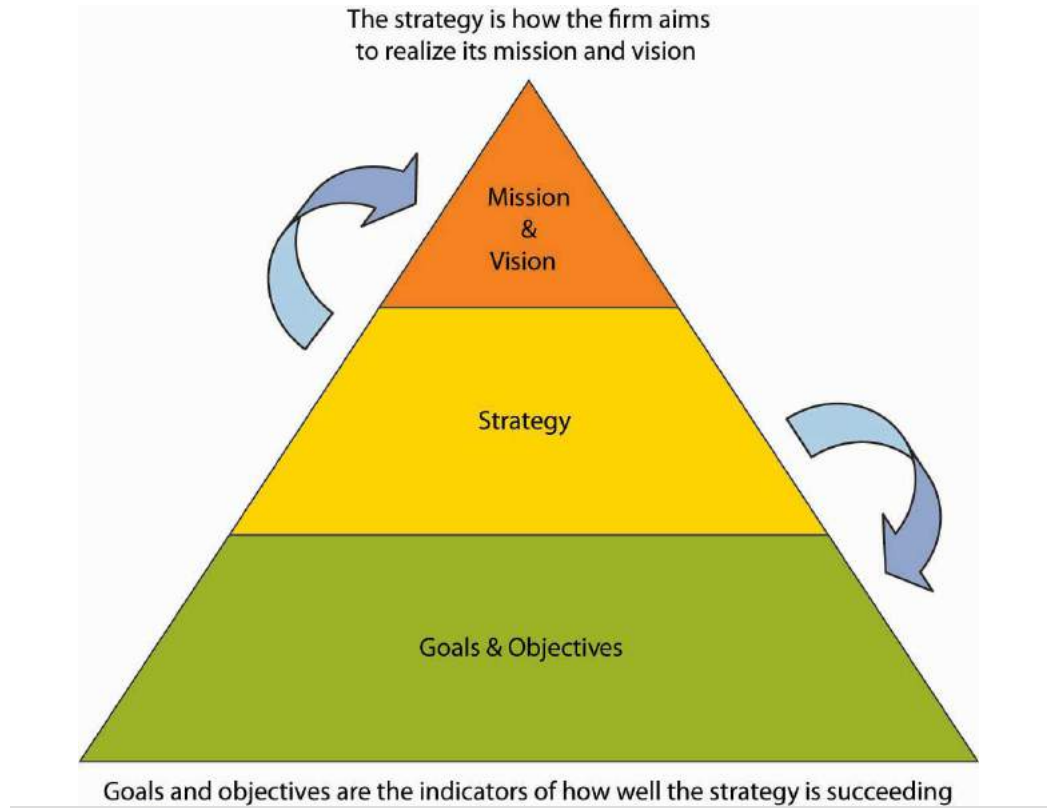 The strategy is how the firm aims
to realize its mission and vision
Mission
&
Vision
Strategy
Goals & Objectives
Goals and objectives are the indicators of how well the strategy is succeeding